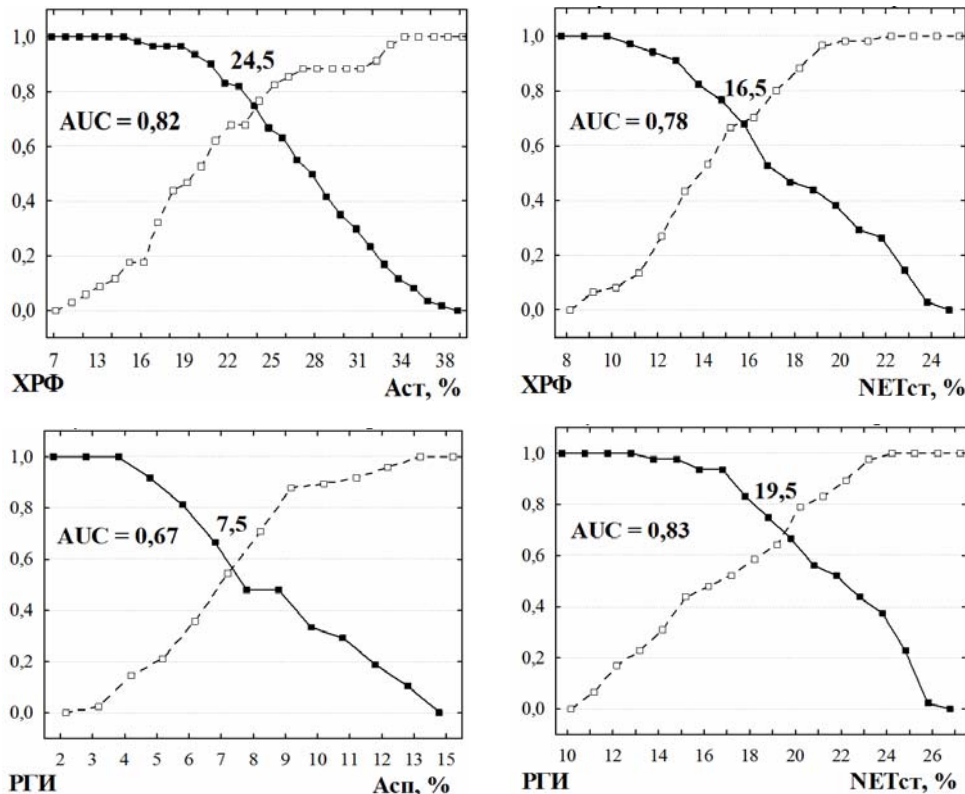 1,0
0,8
0,6
0,4
0,2
0,0
24,5
AUC = 0,82
7 13 16 19 22 25 28 31 34 38
ХРФ Аст, %
1,0
0,8
0,6
0,4
0,2
0,0
16,5
AUC = 0,78
8 10 12 14 16 18 20 22 24
ХРФ NETст, %
1,0
0,8
0,6
0,4
0,2
0,0
7,5
AUC = 0,67
2 3 4 5 6 7 8 9 10 11 12 13 15
РГИ Асп, %
1,0
0,8
0,6
0,4
0,2
0,0
19,5
AUC = 0,83
10 12 14 16 18 20 22 24 26
РГИ NETст, %